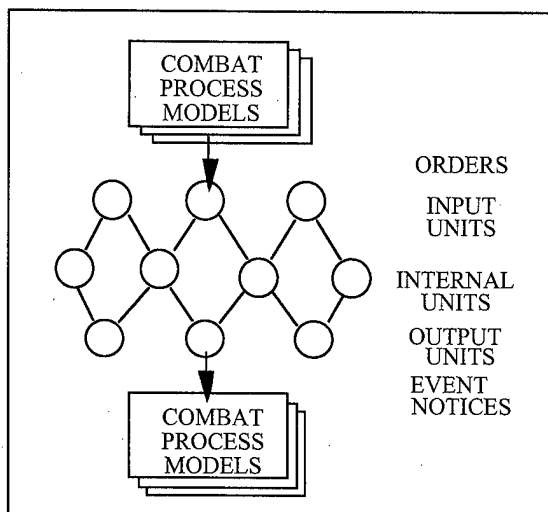 COMBAT
PROCESS
MODELS
ORDERS
INPUT
UNITS
INTERNAL
UNITS
OUTPUT
UNITS
EVENT
NOTICES
COMBAT
PROCESS
MODELS